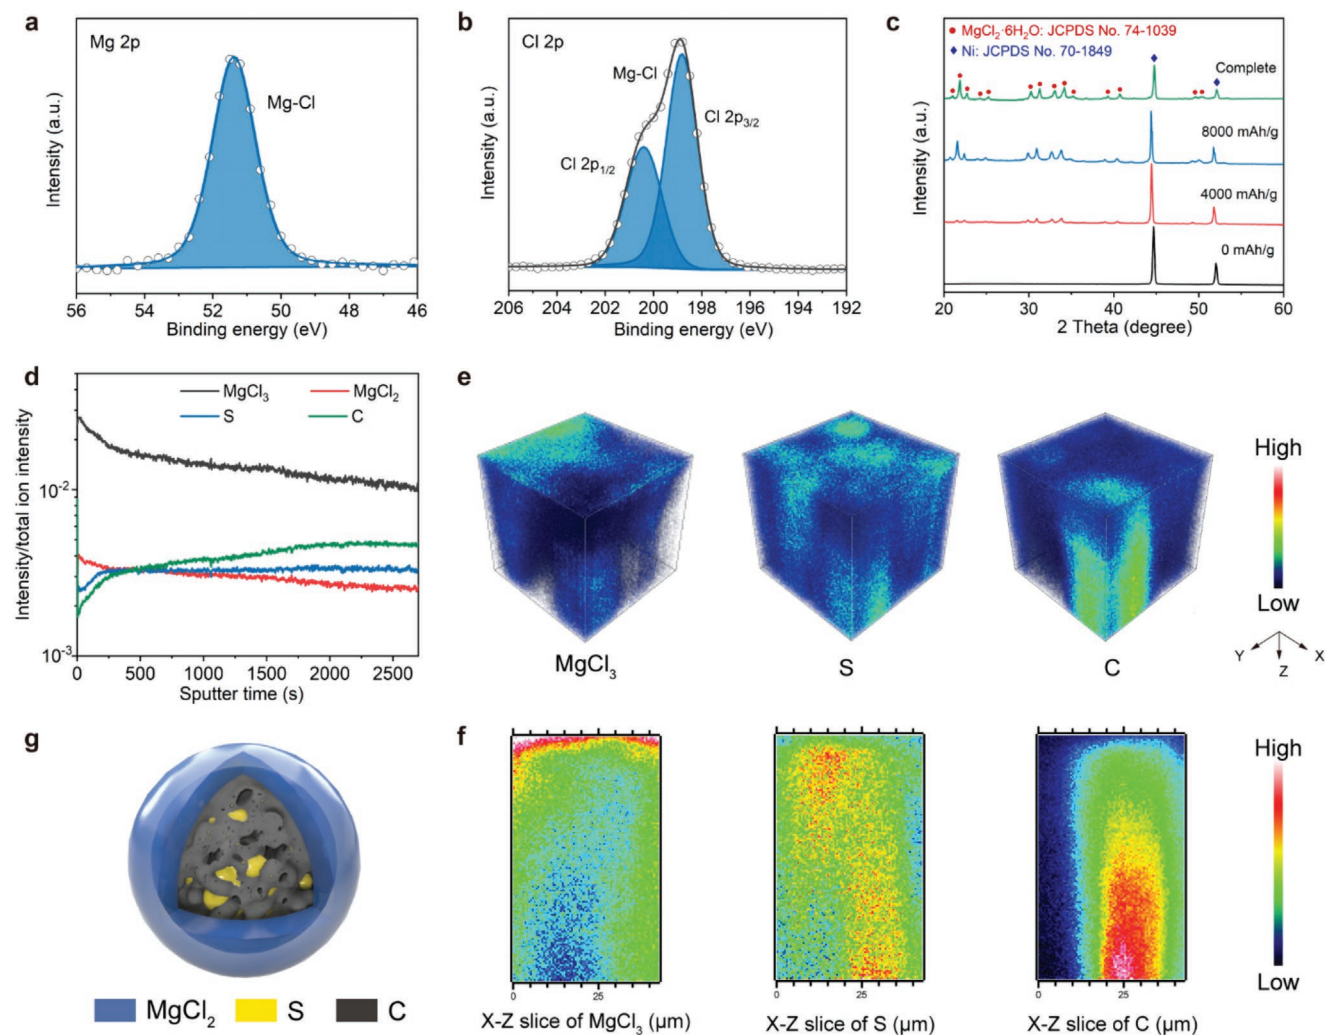 a
Mg 2p
Mg-Cl
Intensity (a.u.)
56 54 52 50 48 46
Binding energy (eV)
b
Cl 2p
Mg-Cl
Cl 2p3/2
Cl 2p1/2
Intensity (a.u.)
206 204 202 200 198 196 194 192
Binding energy (eV)
c
MgCl2·6H2O: JCPDS No. 74-1039
Ni: JCPDS No. 70-1849
Complete
8000 mAh/g
4000 mAh/g
0 mAh/g
Intensity (a.u.)
20 30 40 50 60
2 Theta (degree)
d
MgCl3 MgCl2
S C
Intensity/total ion intensity
10-2
10-3
0 500 1000 1500 2000 2500
Sputter time (s)
e
MgCl3
S
C
High
Low
Y Z X
g
MgCl2 S C
f
0 25
X-Z slice of MgCl3 (μm)
0 25
X-Z slice of S (μm)
0 25
X-Z slice of C (μm)
High
Low